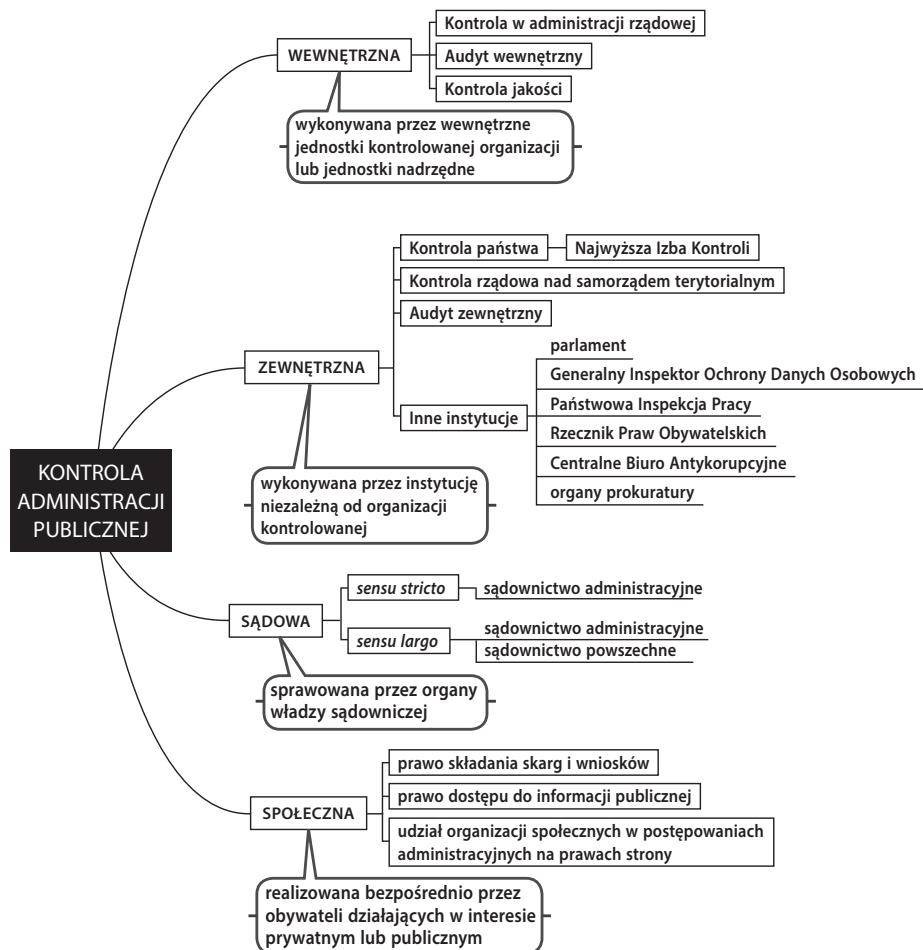 KONTROLA
ADMINISTRACJI
PUBLICZNEJ
WEWNĘTRZNA
Kontrola w administracji rządowej
Audyt wewnętrzny
Kontrola jakości
wykonywana przez wewnętrzne
jednostki kontrolowanej organizacji
lub jednostki nadrzędne
ZEWNĘTRZNA
Kontrola państwa
Najwyższa Izba Kontroli
Kontrola rządowa nad samorządem terytorialnym
Audyt zewnętrzny
Inne instytucje
parlament
Generalny Inspektor Ochrony Danych Osobowych
Państwowa Inspekcja Pracy
Rzecznik Praw Obywatelskich
Centralne Biuro Antykorupcyjne
organy prokuratury
wykonywana przez instytucję
niezależną od organizacji
kontrolowanej
SĄDOWA
sensu stricto
sądownictwo administracyjne
sensu largo
sądownictwo administracyjne
sądownictwo powszechne
sprawowana przez organy
władzy sądowniczej
SPOŁECZNA
prawo składania skarg i wniosków
prawo dostępu do informacji publicznej
udział organizacji społecznych w postępowaniach
administracyjnych na prawach strony
realizowana bezpośrednio przez
obywateli działających w interesie
prywatnym lub publicznym